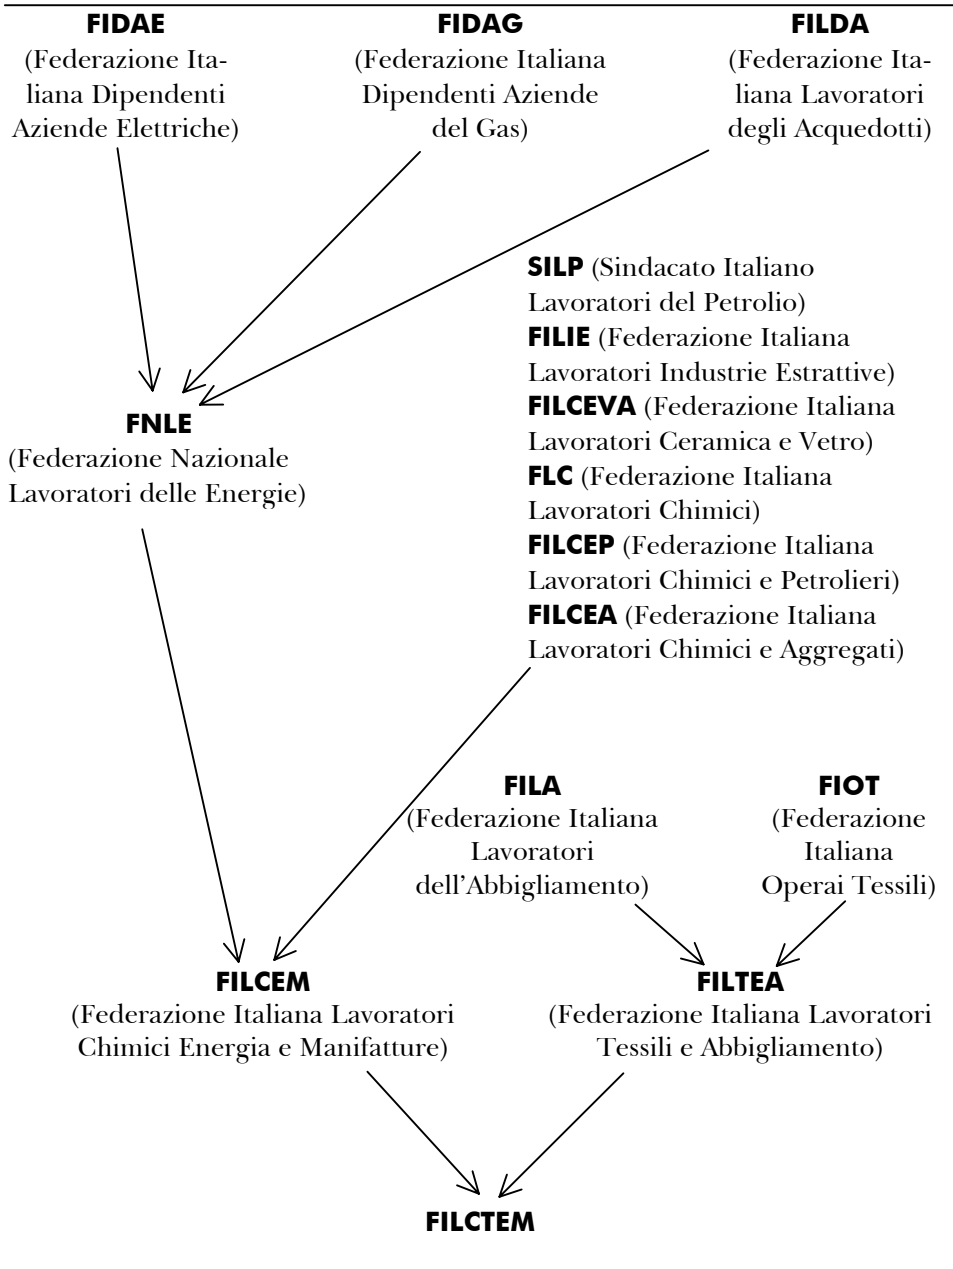 FIDAE
(Federazione Ita-
liana Dipendenti
Aziende Elettriche)
FIDAG
(Federazione Italiana
Dipendenti Aziende
del Gas)
FILDA
(Federazione Ita-
liana Lavoratori
degli Acquedotti)
SILP (Sindacato Italiano
Lavoratori del Petrolio)
FILIE (Federazione Italiana
Lavoratori Industrie Estrattive)
FILCEVA (Federazione Italiana
Lavoratori Ceramica e Vetro)
FLC (Federazione Italiana
Lavoratori Chimici)
FILCEP (Federazione Italiana
Lavoratori Chimici e Petrolieri)
FILCEA (Federazione Italiana
Lavoratori Chimici e Aggregati)
FNLE
(Federazione Nazionale
Lavoratori delle Energie)
FILA
(Federazione Italiana
Lavoratori
dell'Abbigliamento)
FIOT
(Federazione
Italiana
Operai Tessili)
FILCEM
(Federazione Italiana Lavoratori
Chimici Energia e Manifatture)
FILTEA
(Federazione Italiana Lavoratori
Tessili e Abbigliamento)
FILCTEM